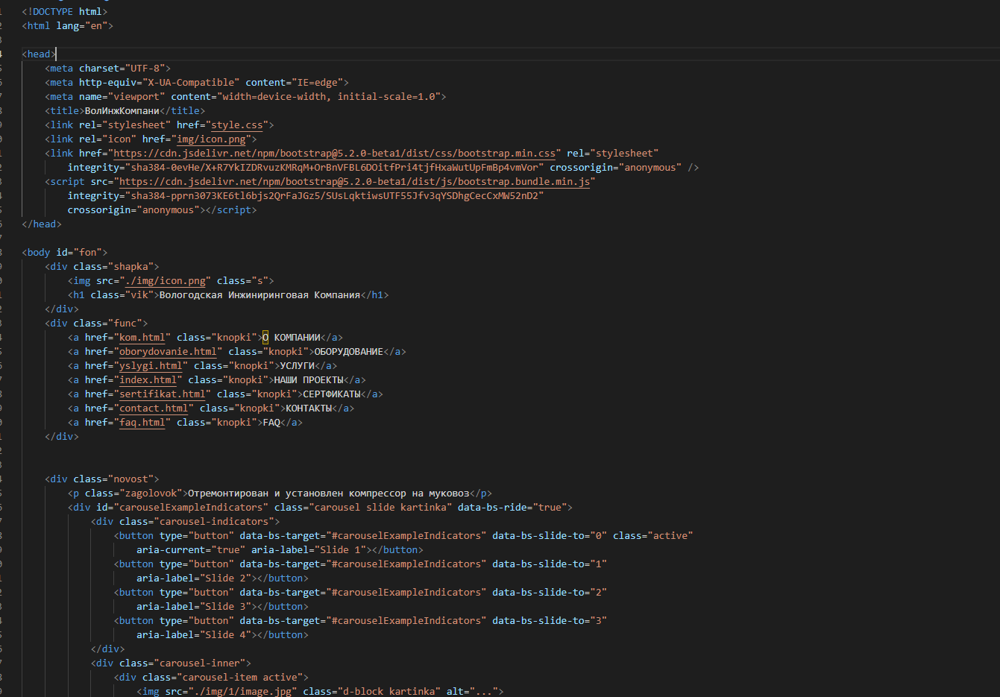 <!DOCTYPE html>
<html lang="en">
<head>
<meta charset="UTF-8">
<meta http-equiv="X-UA-Compatible" content="IE=edge">
<meta name="viewport" content="width=device-width, initial-scale=1.0">
<title>ВолИнжКомпани</title>
<link rel="stylesheet" href="style.css">
<link rel="icon" href="img/icon.png">
<link href="https://cdn.jsdelivr.net/npm/bootstrap@5.2.0-beta1/dist/css/bootstrap.min.css" rel="stylesheet"
integrity="sha384-0evHe/X+R7YkIZDRvuzKMRqM+OrBnVFBL6DOitfPri4tjfHxaWutUpFmBp4vmVor" crossorigin="anonymous" />
<script src="https://cdn.jsdelivr.net/npm/bootstrap@5.2.0-beta1/dist/js/bootstrap.bundle.min.js"
integrity="sha384-pprn3073KE6tl6bjs2QrFaJGz5/SUsLqktiwsUTF55Jfv3qYSDhgCecCxMW52nD2"
crossorigin="anonymous"></script>
</head>
<body id="fon">
<div class="shapka">
<img src="./img/icon.png" class="s">
<h1 class="vik">Вологодская Инжиниринговая Компания</h1>
</div>
<div class="func">
<a href="kom.html" class="knopki">О КОМПАНИИ</a>
<a href="oborydovanie.html" class="knopki">ОБОРУДОВАНИЕ</a>
<a href="yslygi.html" class="knopki">УСЛУГИ</a>
<a href="index.html" class="knopki">НАШИ ПРОЕКТЫ</a>
<a href="sertifikat.html" class="knopki">СЕРТФИКАТЫ</a>
<a href="contact.html" class="knopki">КОНТАКТЫ</a>
<a href="faq.html" class="knopki">FAQ</a>
</div>
<div class="novost">
<p class="zagolovok">Отремонтирован и установлен компрессор на муковоз</p>
<div id="carouselExampleIndicators" class="carousel slide kartinka" data-bs-ride="true">
<div class="carousel-indicators">
<button type="button" data-bs-target="#carouselExampleIndicators" data-bs-slide-to="0" class="active"
aria-current="true" aria-label="Slide 1"></button>
<button type="button" data-bs-target="#carouselExampleIndicators" data-bs-slide-to="1"
aria-label="Slide 2"></button>
<button type="button" data-bs-target="#carouselExampleIndicators" data-bs-slide-to="2"
aria-label="Slide 3"></button>
<button type="button" data-bs-target="#carouselExampleIndicators" data-bs-slide-to="3"
aria-label="Slide 4"></button>
</div>
<div class="carousel-inner">
<div class="carousel-item active">
<img src="./img/1/image.jpg" class="d-block kartinka" alt="...">